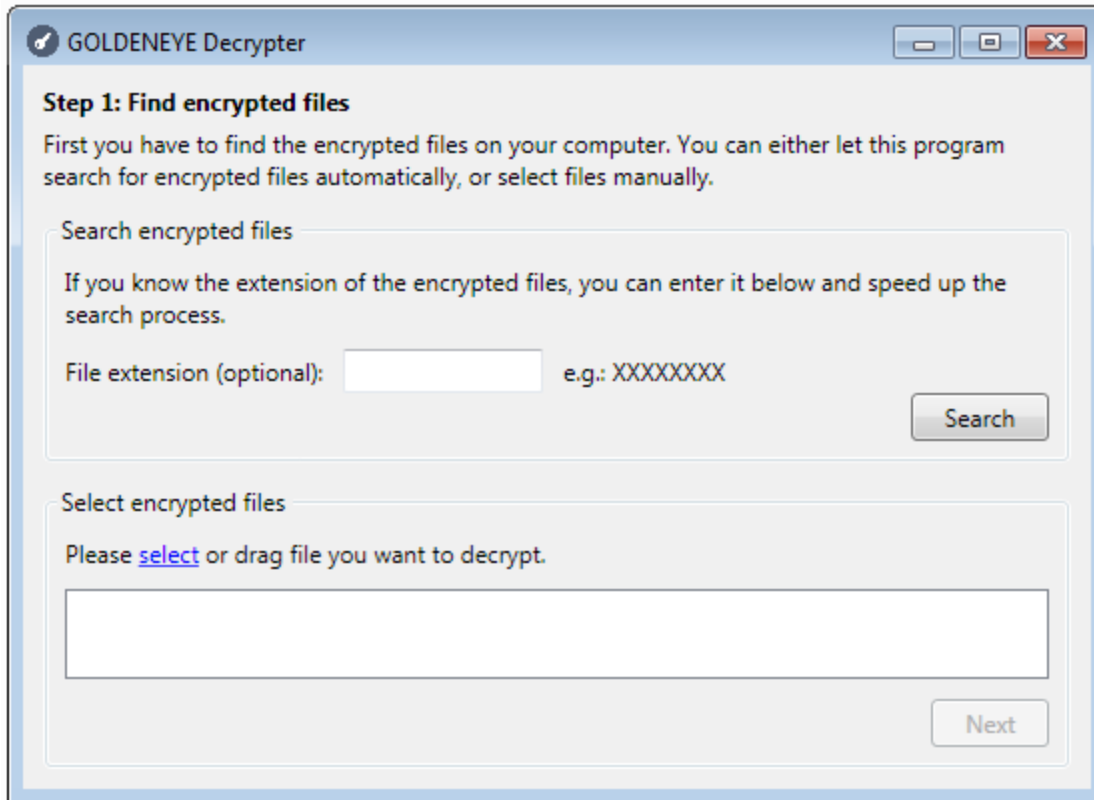 GOLDENEYE Decrypter
Step 1: Find encrypted files
First you have to find the encrypted files on your computer. You can either let this program
search for encrypted files automatically, or select files manually.
Search encrypted files
If you know the extension of the encrypted files, you can enter it below and speed up the
search process.
File extension (optional): e.g.: XXXXXXXX
Search
Select encrypted files
Please select or drag file you want to decrypt.
Next